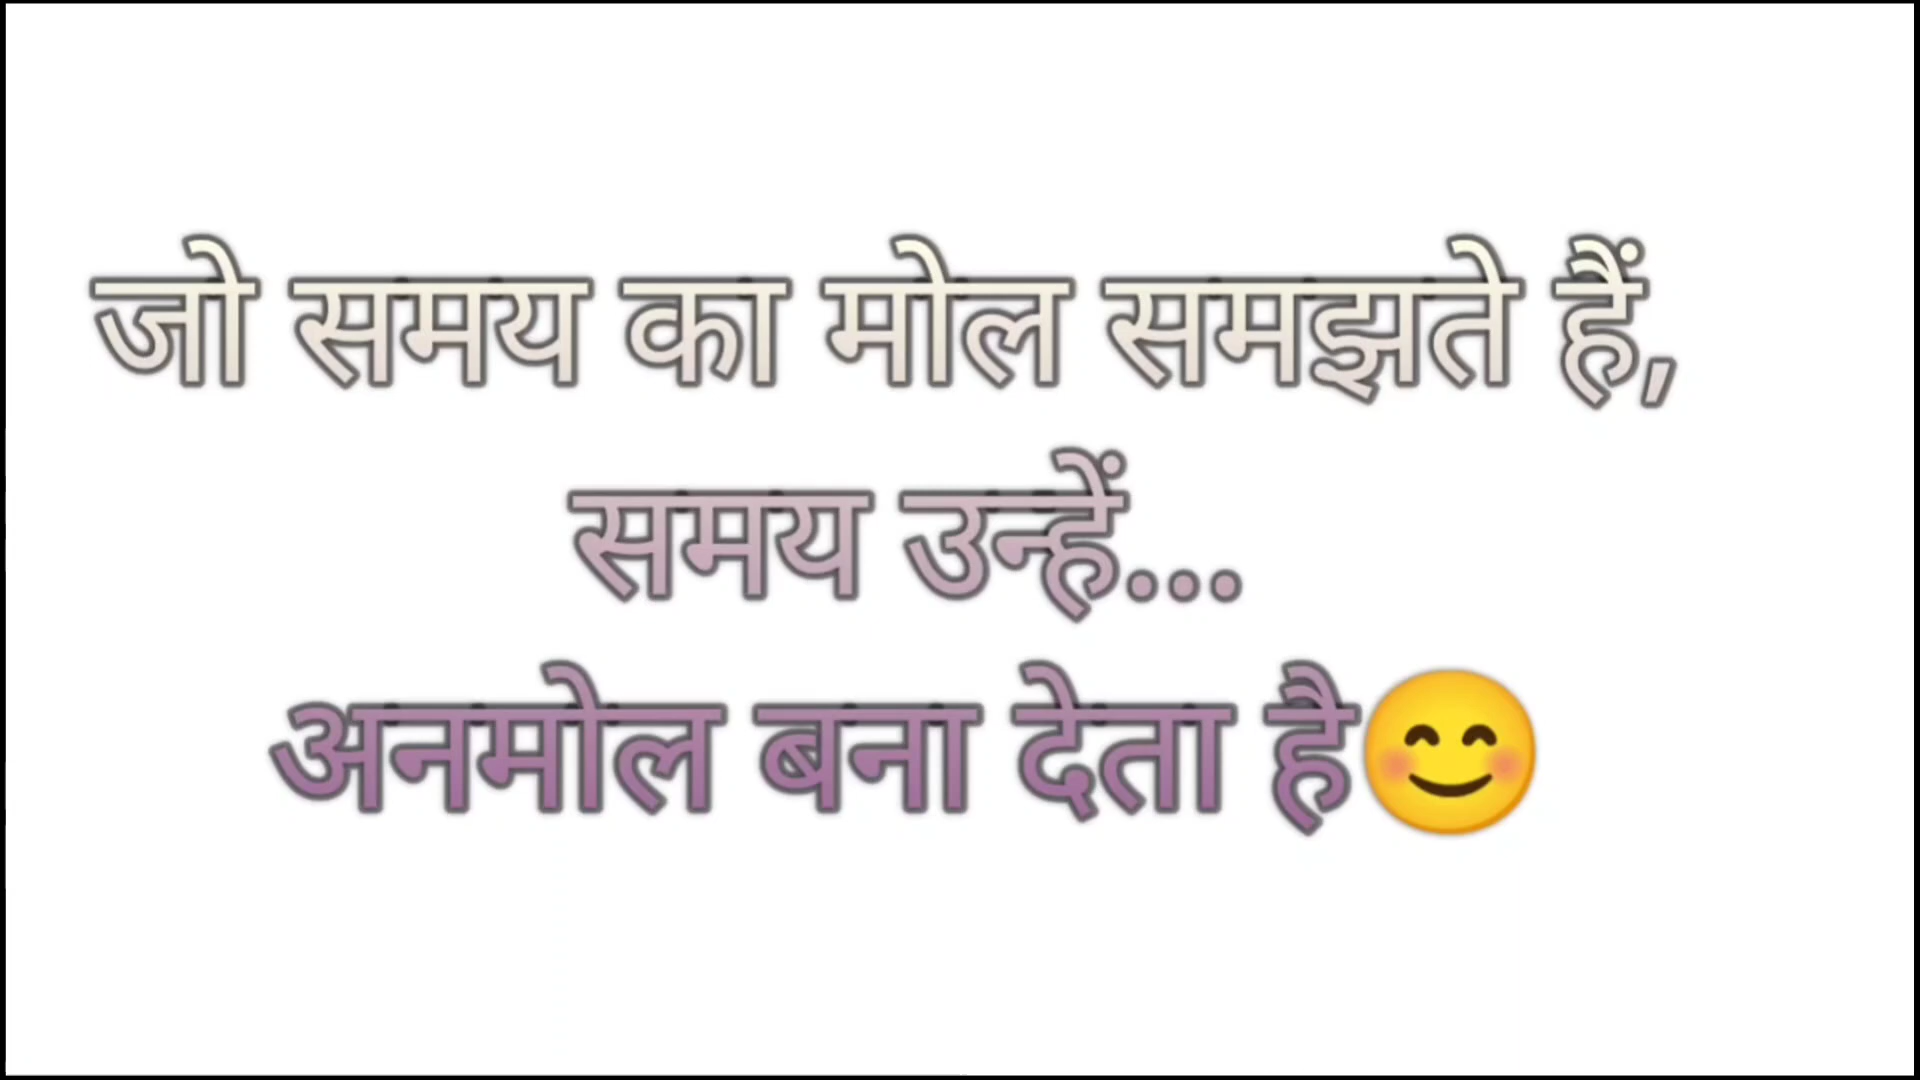 जो समय का मोल समझते हैं,
समय उन्हें...
अनमोल बना देता है😊